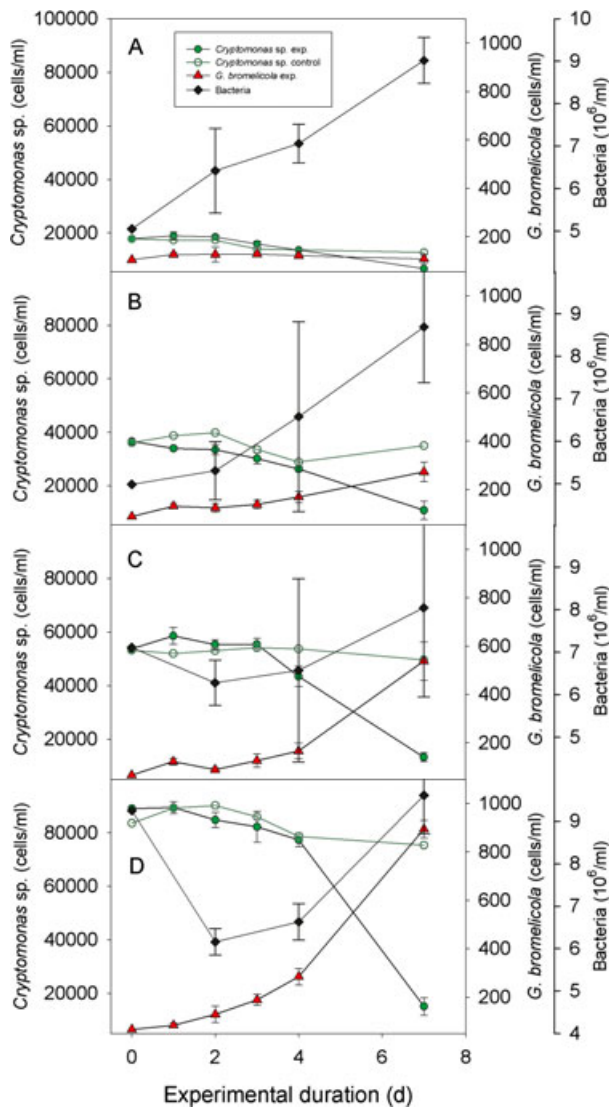 100000
80000
60000
40000
20000
Cryptomonas sp. (cells/ml)
A
Cryptomonas sp. exp.
Cryptomonas sp. control
G. bromelicola exp.
Bacteria
1000
800
600
400
200
G. bromelicola (cells/ml)
10
9
8
7
6
5
Bacteria (10⁶/ml)
80000
60000
40000
20000
Cryptomonas sp. (cells/ml)
B
1000
800
600
400
200
G. bromelicola (cells/ml)
9
8
7
6
5
Bacteria (10⁶/ml)
80000
60000
40000
20000
Cryptomonas sp. (cells/ml)
C
1000
800
600
400
200
G. bromelicola (cells/ml)
9
8
7
6
5
Bacteria (10⁶/ml)
80000
60000
40000
20000
Cryptomonas sp. (cells/ml)
D
1000
800
600
400
200
G. bromelicola (cells/ml)
9
8
7
6
5
4
Bacteria (10⁶/ml)
0 2 4 6 8
Experimental duration (d)